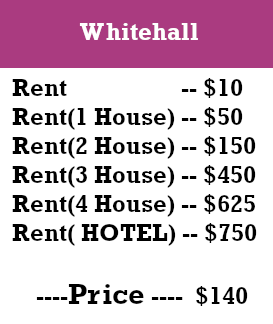 Whitehall
Rent -- $10
Rent(1 House) -- $50
Rent(2 House) -- $150
Rent(3 House) -- $450
Rent(4 House) -- $625
Rent( HOTEL) -- $750
----Price ---- $140